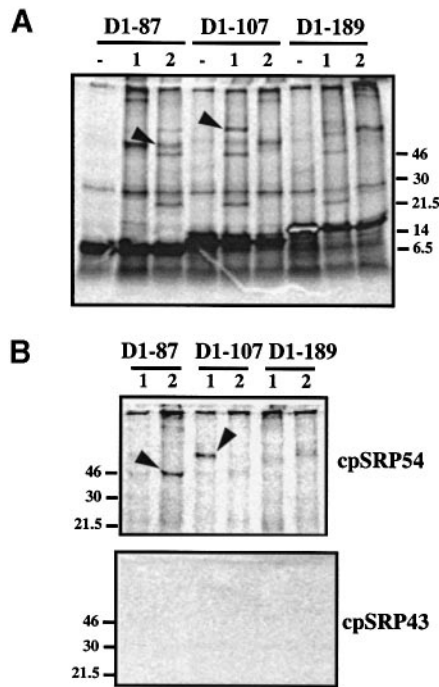 A
D1-87 D1-107 D1-189
- 1 2 - 1 2 - 1 2
46
30
21.5
14
6.5
B
D1-87 D1-107 D1-189
1 2 1 2 1 2
46
30
21.5
cpSRP54
46
30
21.5
cpSRP43